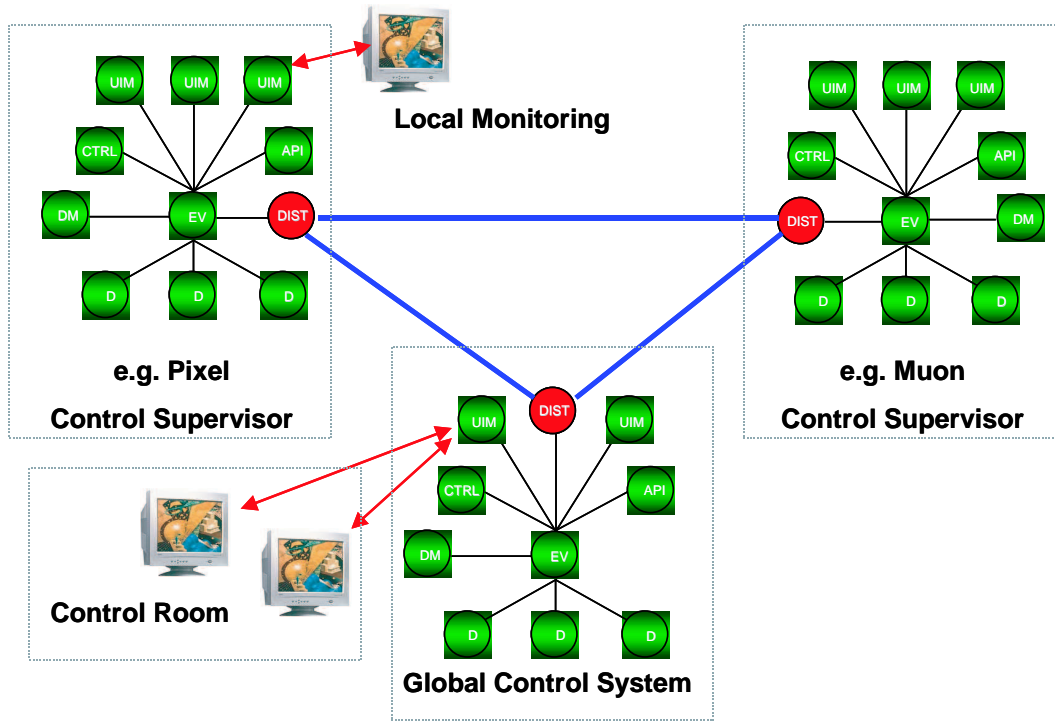 UIM
UIM
UIM
CTRL
API
DM
EV
DIST
D
D
D
e.g. Pixel
Control Supervisor
Local Monitoring
UIM
UIM
UIM
CTRL
API
DIST
EV
DM
D
D
D
e.g. Muon
Control Supervisor
DIST
UIM
UIM
CTRL
API
DM
EV
D
D
D
Global Control System
Control Room